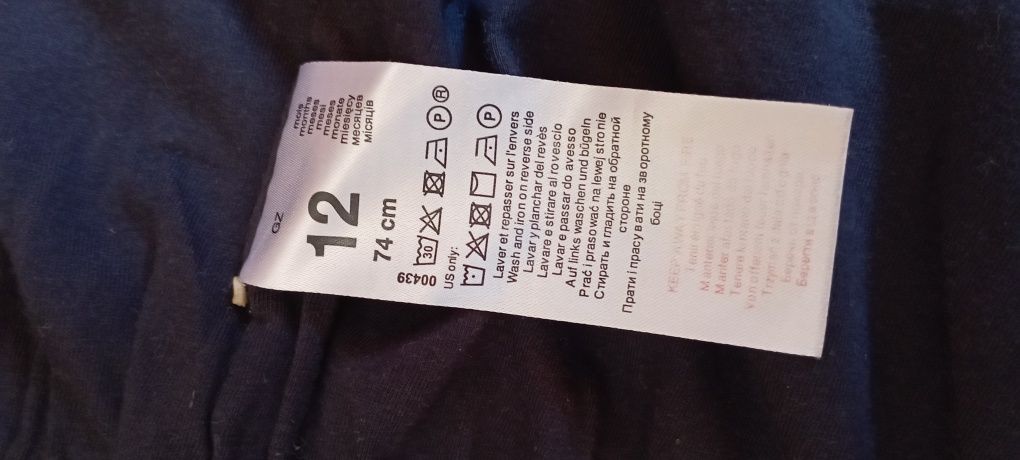 GZ
12
mois
months
meses
mesi
meses
monate
miesięcy
месяцев
місяців
74 cm
00439
30
P
R
US only:
P
Laver et repasser sur l'envers
Wash and iron on reverse side
Lavar y planchar del revés
Lavare e stirare al rovescio
Lavar e passar do avesso
Auf links waschen und bügeln
Prać i prasować na lewej stronie
Стирать и гладить на обратной
стороне
Прати і прасувати на зворотному
боці
KEEP AWAY FROM FIRE